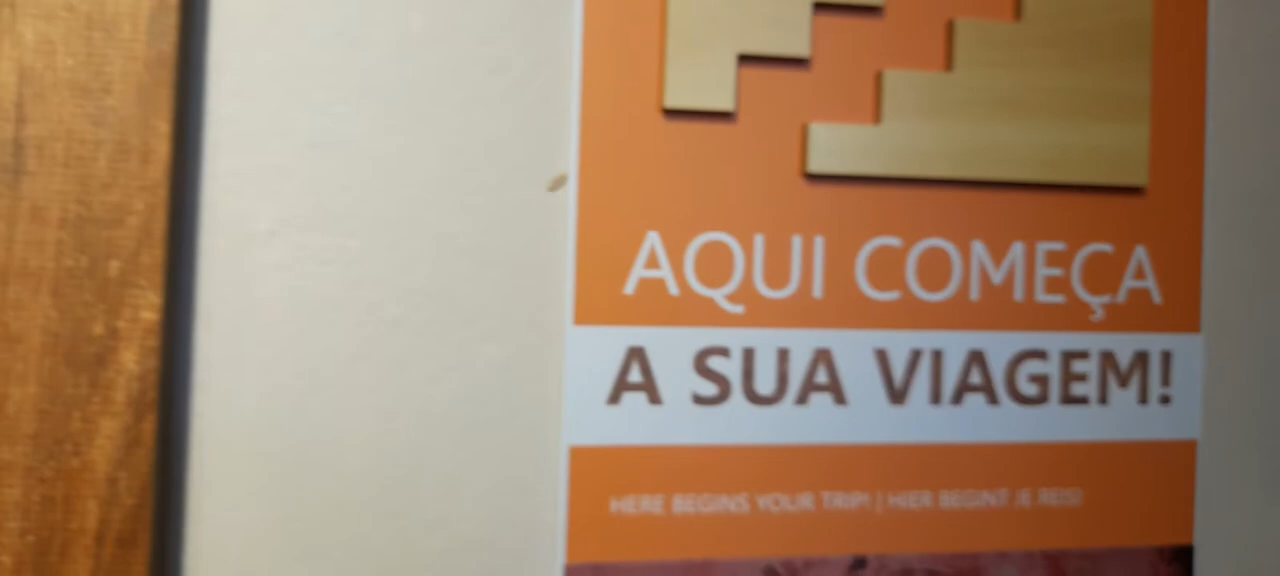 AQUI COMEÇA
A SUA VIAGEM!
HERE BEGINS YOUR TRIP! | HIER BEGINT JE REIS!